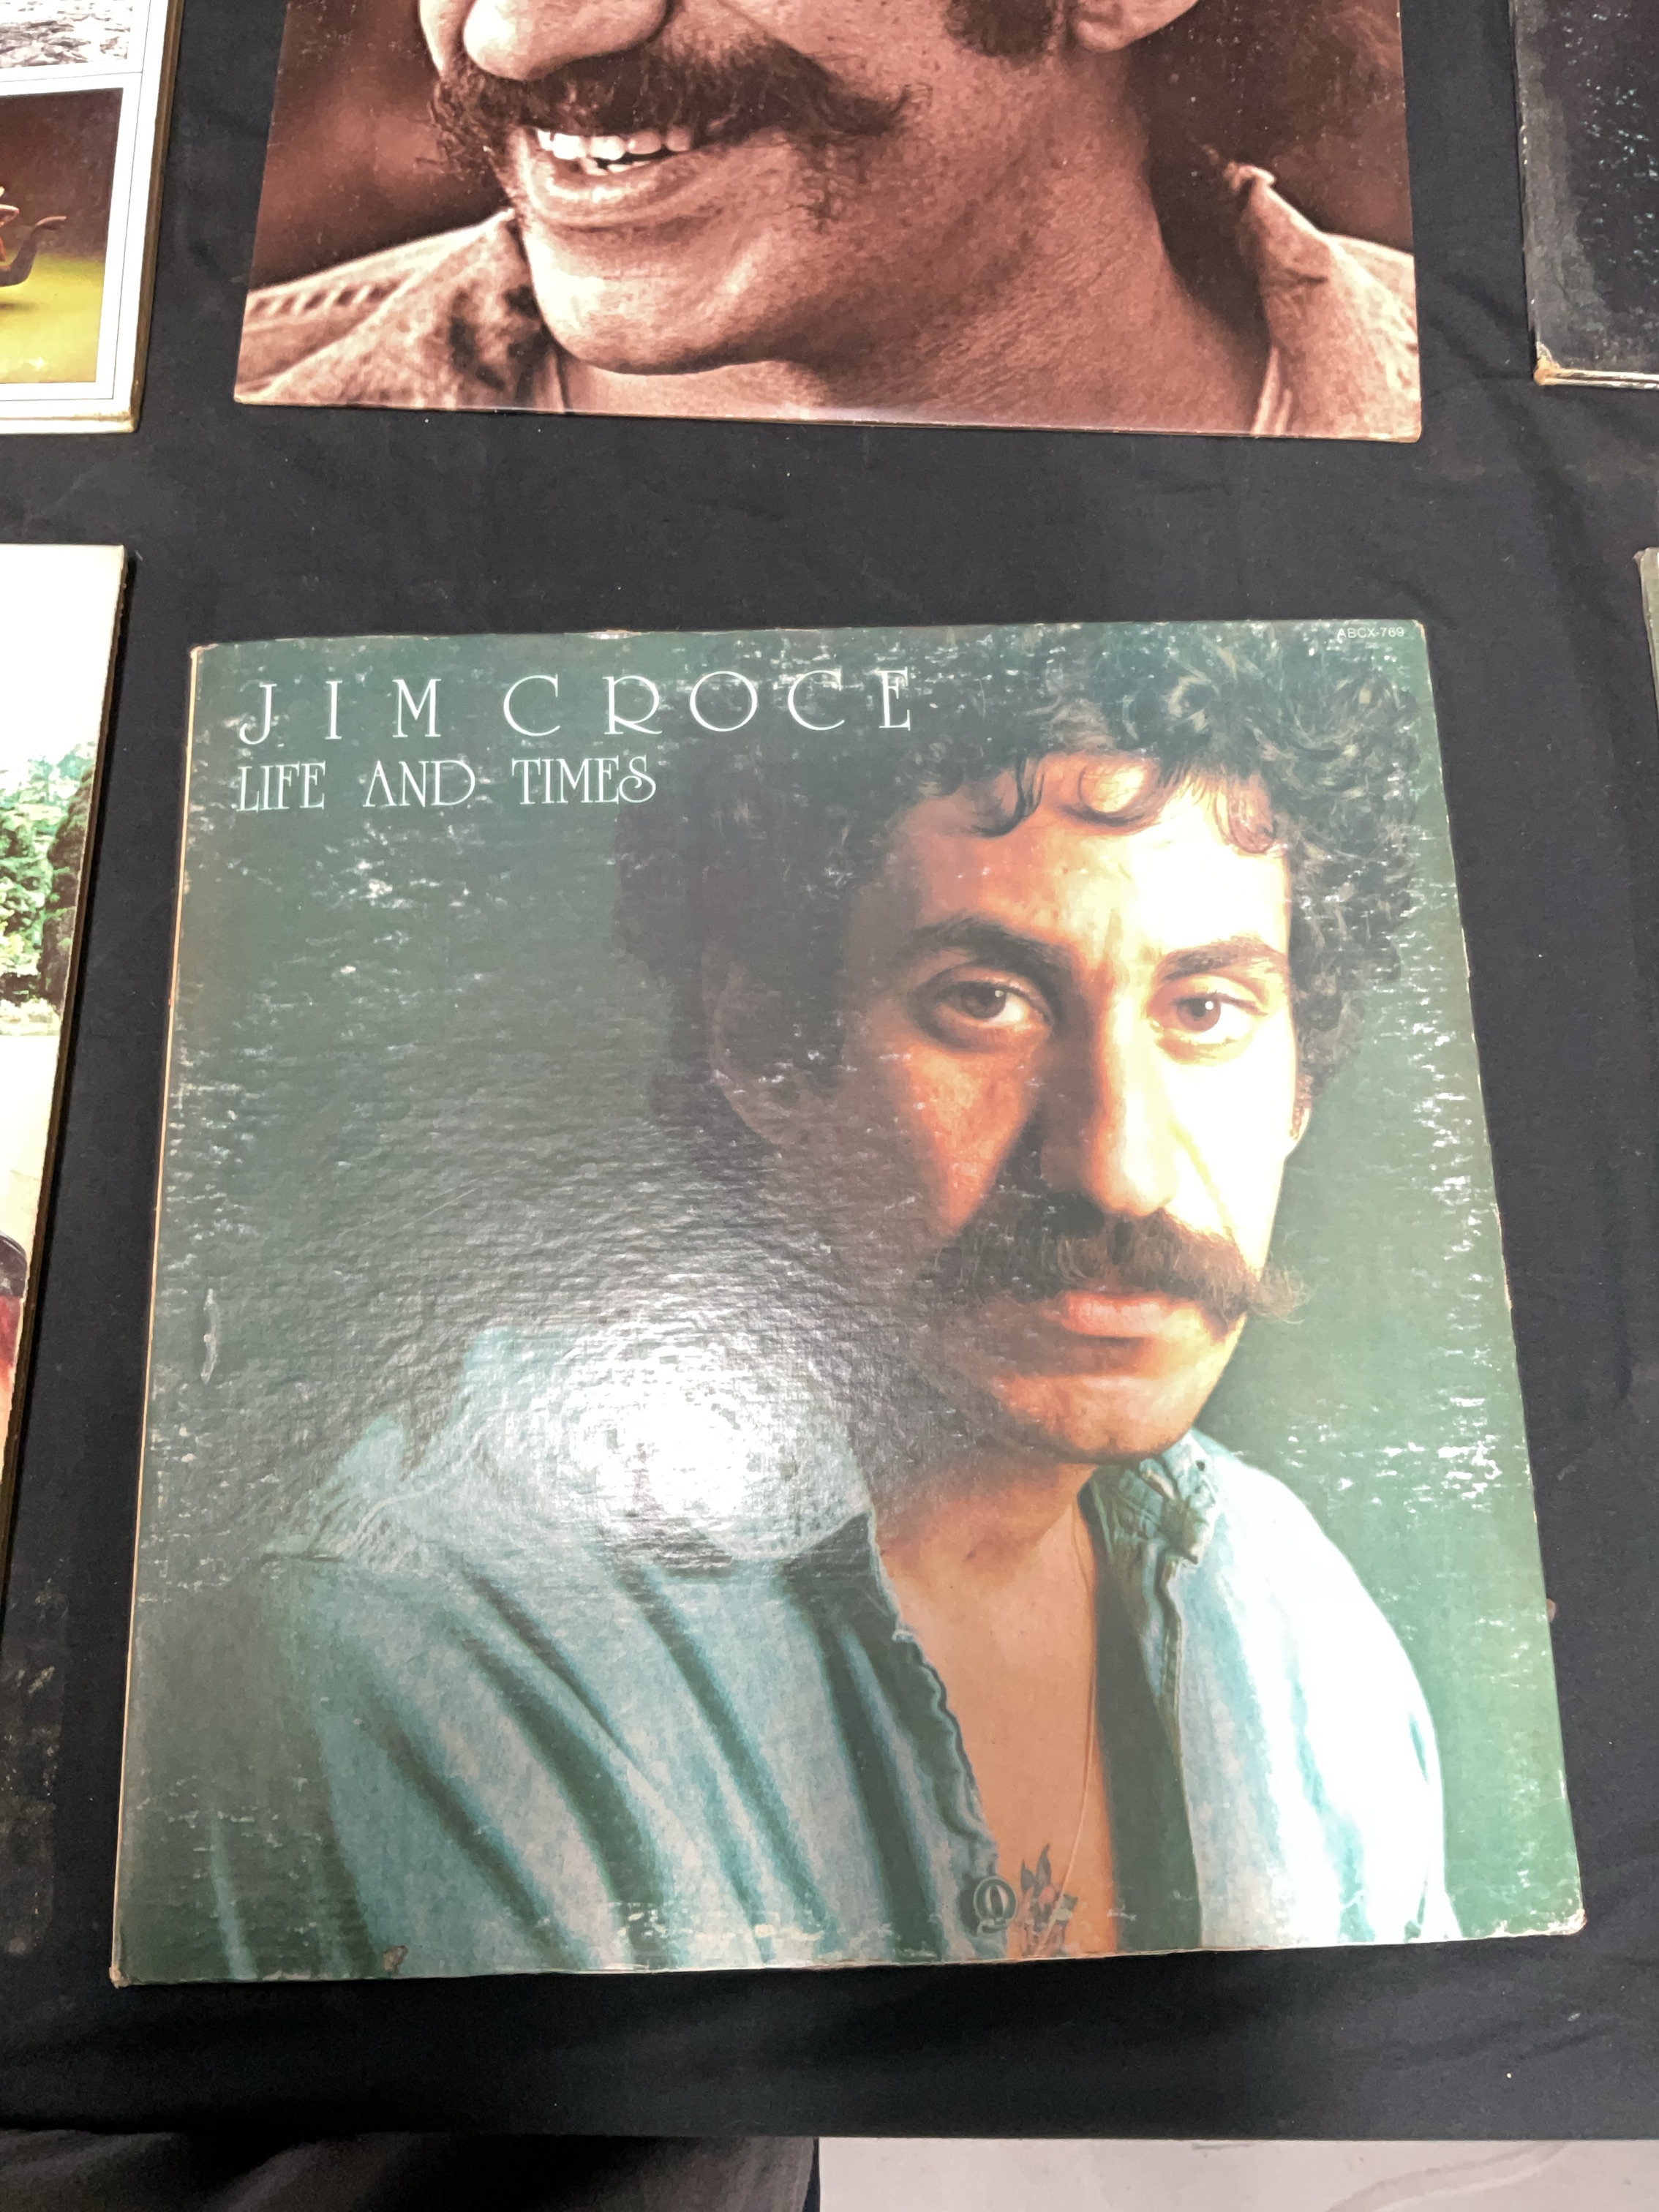 ABCX-769
JIM CROCE
LIFE AND TIMES